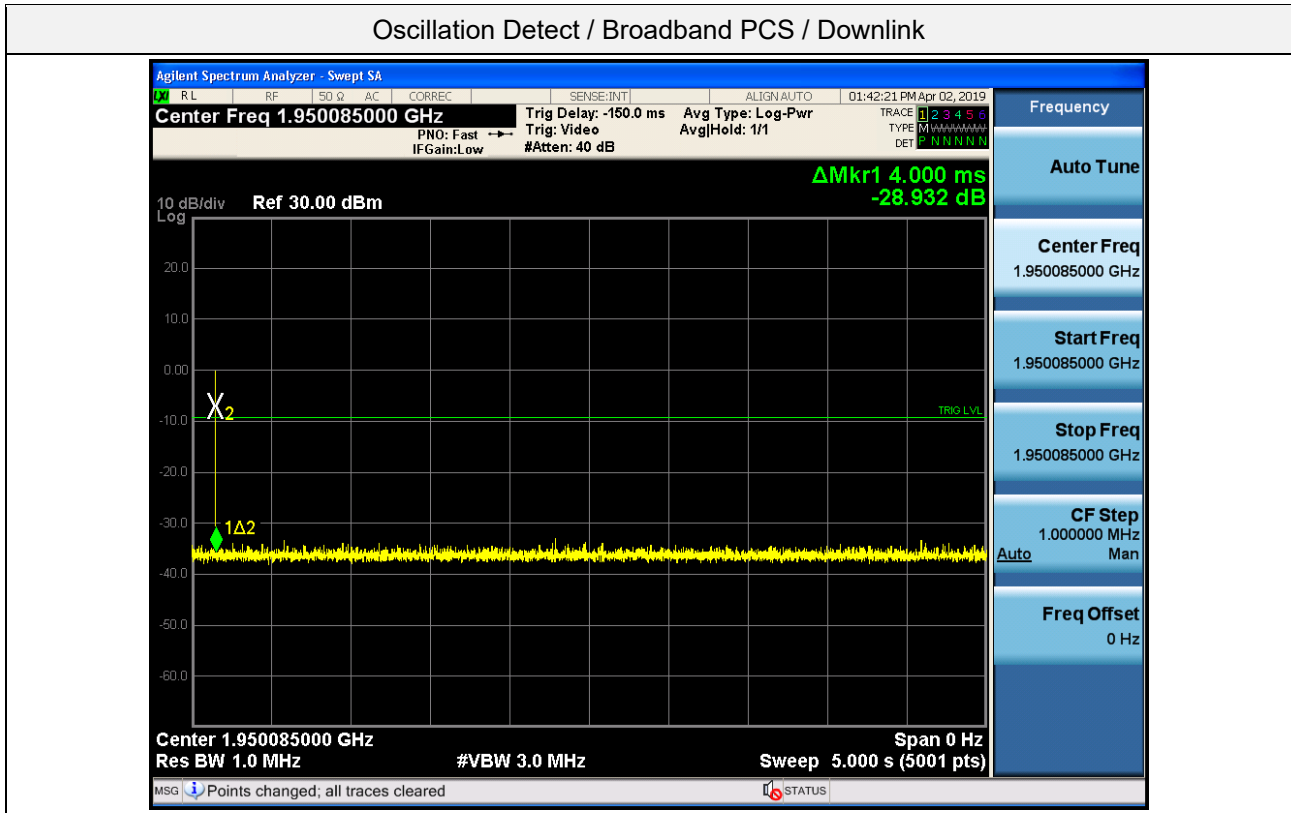 Oscillation Detect / Broadband PCS / Downlink
Agilent Spectrum Analyzer - Swept SA
LXI RL RF 50 Ω AC CORREC SENSE:INT ALIGN AUTO 01:42:21 PM Apr 02, 2019
Center Freq 1.950085000 GHz
PNO: Fast
IFGain:Low
Trig Delay: -150.0 ms
Trig: Video
#Atten: 40 dB
Avg Type: Log-Pwr
Avg|Hold: 1/1
TRACE 1 2 3 4 5 6
TYPE M
DET P N N N N N
ΔMkr1 4.000 ms
-28.932 dB
10 dB/div Ref 30.00 dBm
Log
20.0
10.0
0.00
-10.0
-20.0
-30.0
-40.0
-50.0
-60.0
X2
TRIG LVL
1Δ2
Center 1.950085000 GHz Span 0 Hz
Res BW 1.0 MHz #VBW 3.0 MHz Sweep 5.000 s (5001 pts)
MSG Points changed; all traces cleared STATUS
Frequency
Auto Tune
Center Freq
1.950085000 GHz
Start Freq
1.950085000 GHz
Stop Freq
1.950085000 GHz
CF Step
1.000000 MHz
Auto Man
Freq Offset
0 Hz